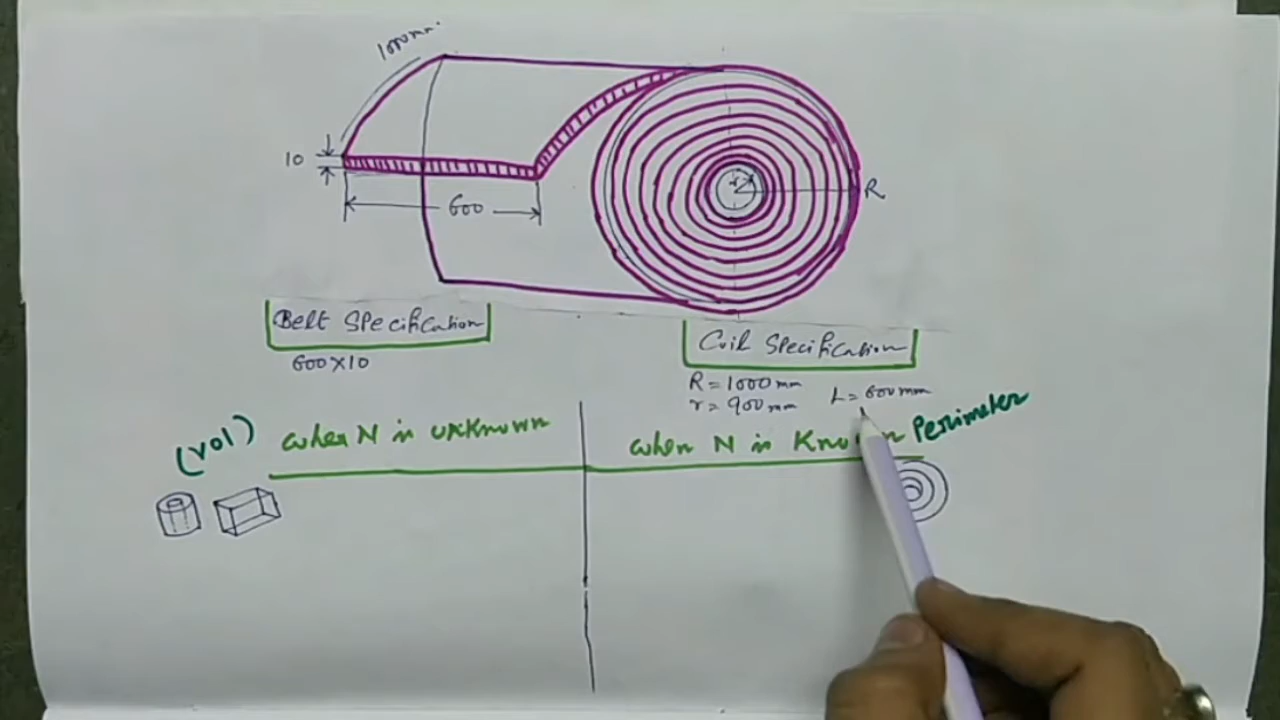 1000mm
10
600
r
R
Belt Specification
600X10
Coil Specification
R = 1000 mm
r = 900 mm
L = 600 mm
(vol)
when N is unknown
when N is Known
Perimeter